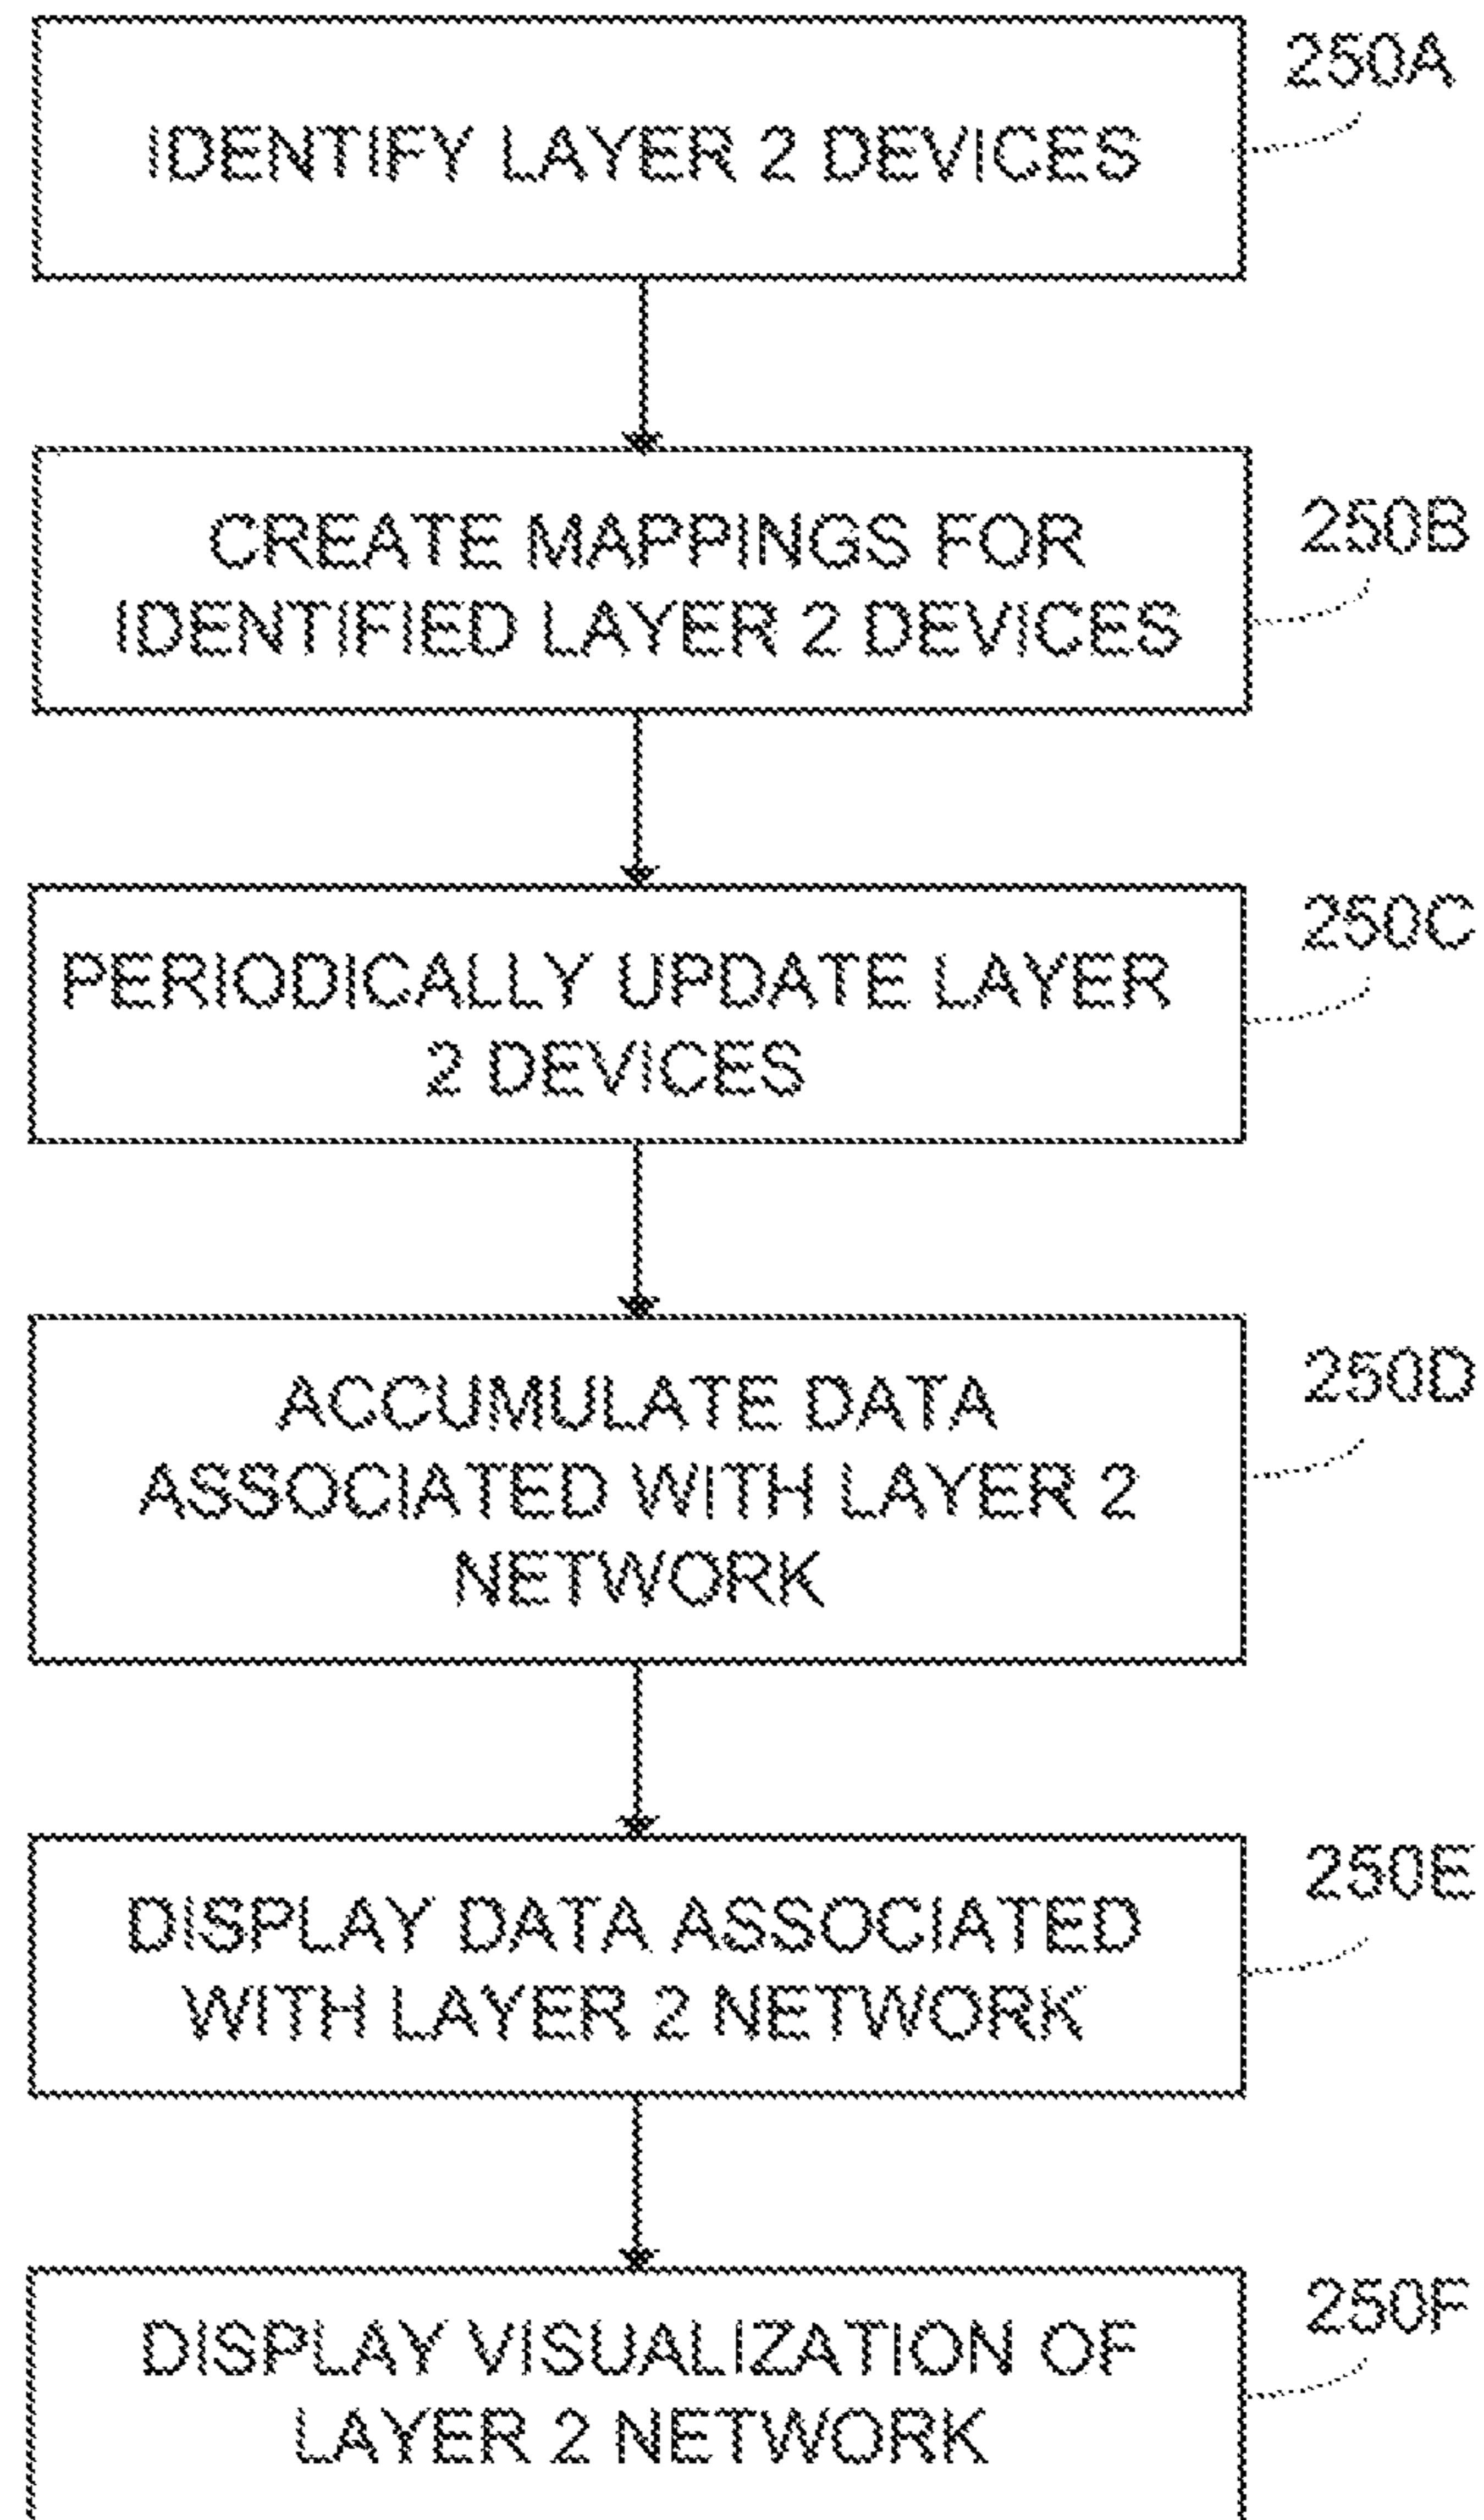 250A
IDENTIFY LAYER 2 DEVICES
250B
CREATE MAPPINGS FOR
IDENTIFIED LAYER 2 DEVICES
250C
PERIODICALLY UPDATE LAYER
2 DEVICES
250D
ACCUMULATE DATA
ASSOCIATED WITH LAYER 2
NETWORK
250E
DISPLAY DATA ASSOCIATED
WITH LAYER 2 NETWORK
250F
DISPLAY VISUALIZATION OF
LAYER 2 NETWORK